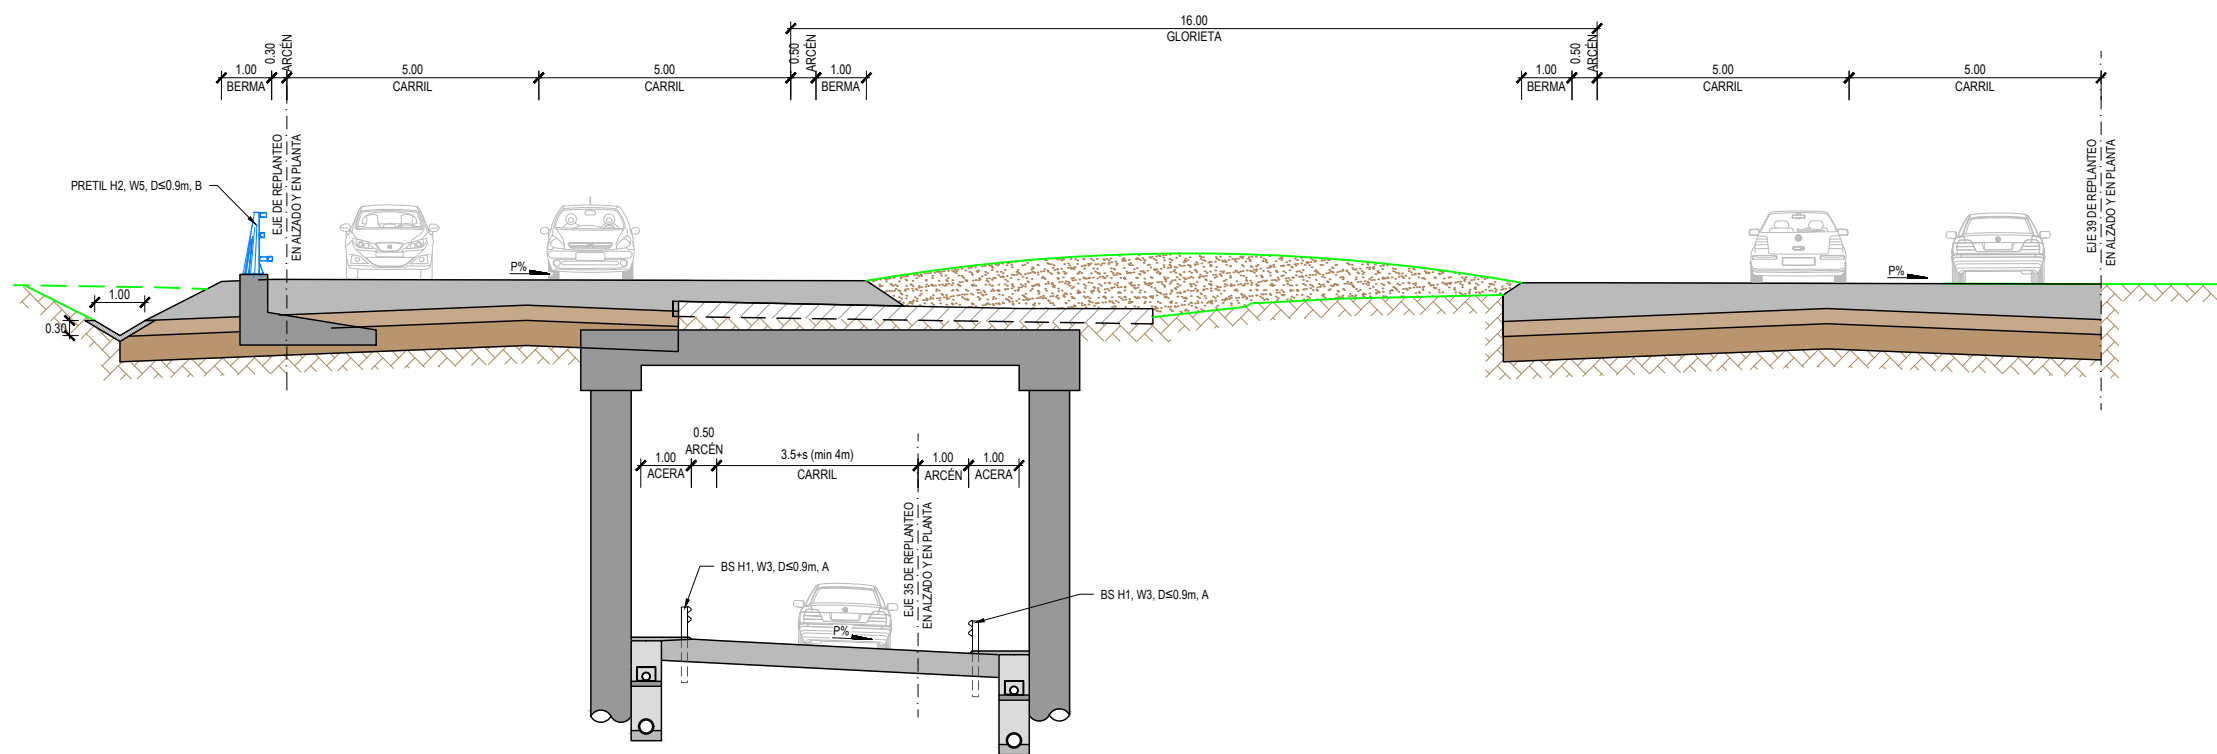 16.00
GLORIETA
1.00
BERMA
0.30
ARCÉN
5.00
CARRIL
5.00
CARRIL
0.50
ARCÉN
1.00
BERMA
1.00
BERMA
0.50
ARCÉN
5.00
CARRIL
5.00
CARRIL
EJE DE REPLANTEO
EN ALZADO Y EN PLANTA
EJE 39 DE REPLANTEO
EN ALZADO Y EN PLANTA
PRETIL H2, W5, D≤0.9m, B
P%
P%
1.00
0.30
1.00
ACERA
0.50
ARCÉN
3.5+s (min 4m)
CARRIL
1.00
ARCÉN
1.00
ACERA
EJE 35 DE REPLANTEO
EN ALZADO Y EN PLANTA
BS H1, W3, D≤0.9m, A
BS H1, W3, D≤0.9m, A
P%